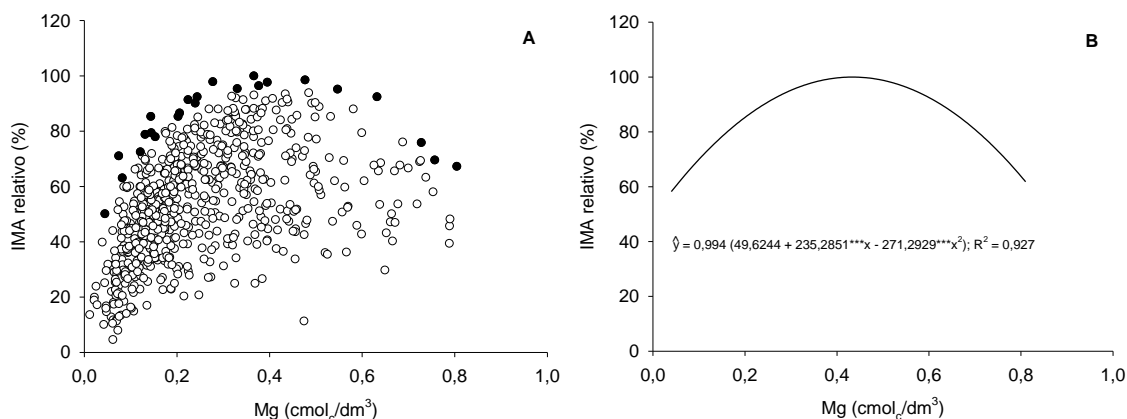 A
120
100
80
60
40
20
0
IMA relativo (%)
0,0 0,2 0,4 0,6 0,8 1,0
Mg (cmol_c/dm³)
B
120
100
80
60
40
20
0
IMA relativo (%)
ŷ = 0,994 (49,6244 + 235,2851***x - 271,2929***x²); R² = 0,927
0,0 0,2 0,4 0,6 0,8 1,0
Mg (cmol_c/dm³)